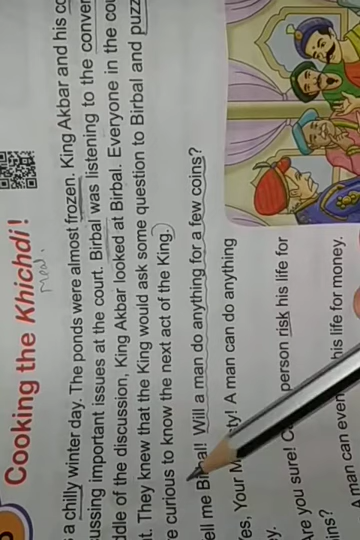 Cooking the Khichdi!
meal.
a chilly winter day. The ponds were almost frozen. King Akbar and his
ussing important issues at the court. Birbal was listening to the conver
ddle of the discussion, King Akbar looked at Birbal. Everyone in the cou
t. They knew that the King would ask some question to Birbal and puzz
e curious to know the next act of the King.
ell me Birbal! Will a man do anything for a few coins?
es, Your M ty! A man can do anything
ey.
Are you sure! C person risk his life for
ins?
A man can even his life for money.